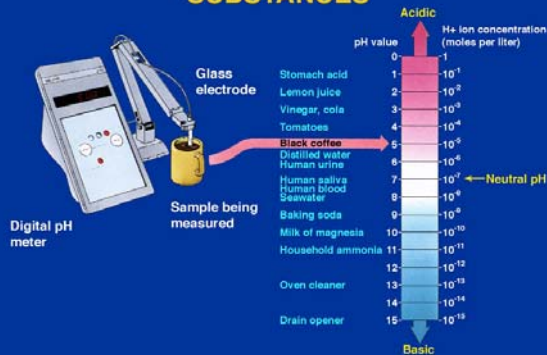 SUBSTANCES
Acidic
pH value
H+ ion concentration
(moles per liter)
0 1
Glass
electrode
Stomach acid 1 10-1
Lemon juice 2 10-2
Vinegar, cola 3 10-3
Tomatoes 4 10-4
Black coffee 5 10-5
Distilled water
Human urine 6 10-6
Human saliva 7 10-7 Neutral pH
Human blood
Seawater 8 10-8
Baking soda 9 10-9
Milk of magnesia 10 10-10
Household ammonia 11 10-11
12 10-12
Oven cleaner 13 10-13
14 10-14
Drain opener 15 10-15
Basic
Sample being
measured
Digital pH
meter